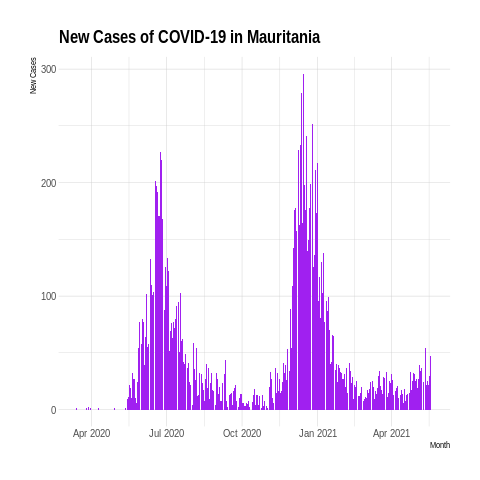 New Cases of COVID-19 in Mauritania
New Cases
300
200
100
0
Apr 2020 Jul 2020 Oct 2020 Jan 2021 Apr 2021
Month